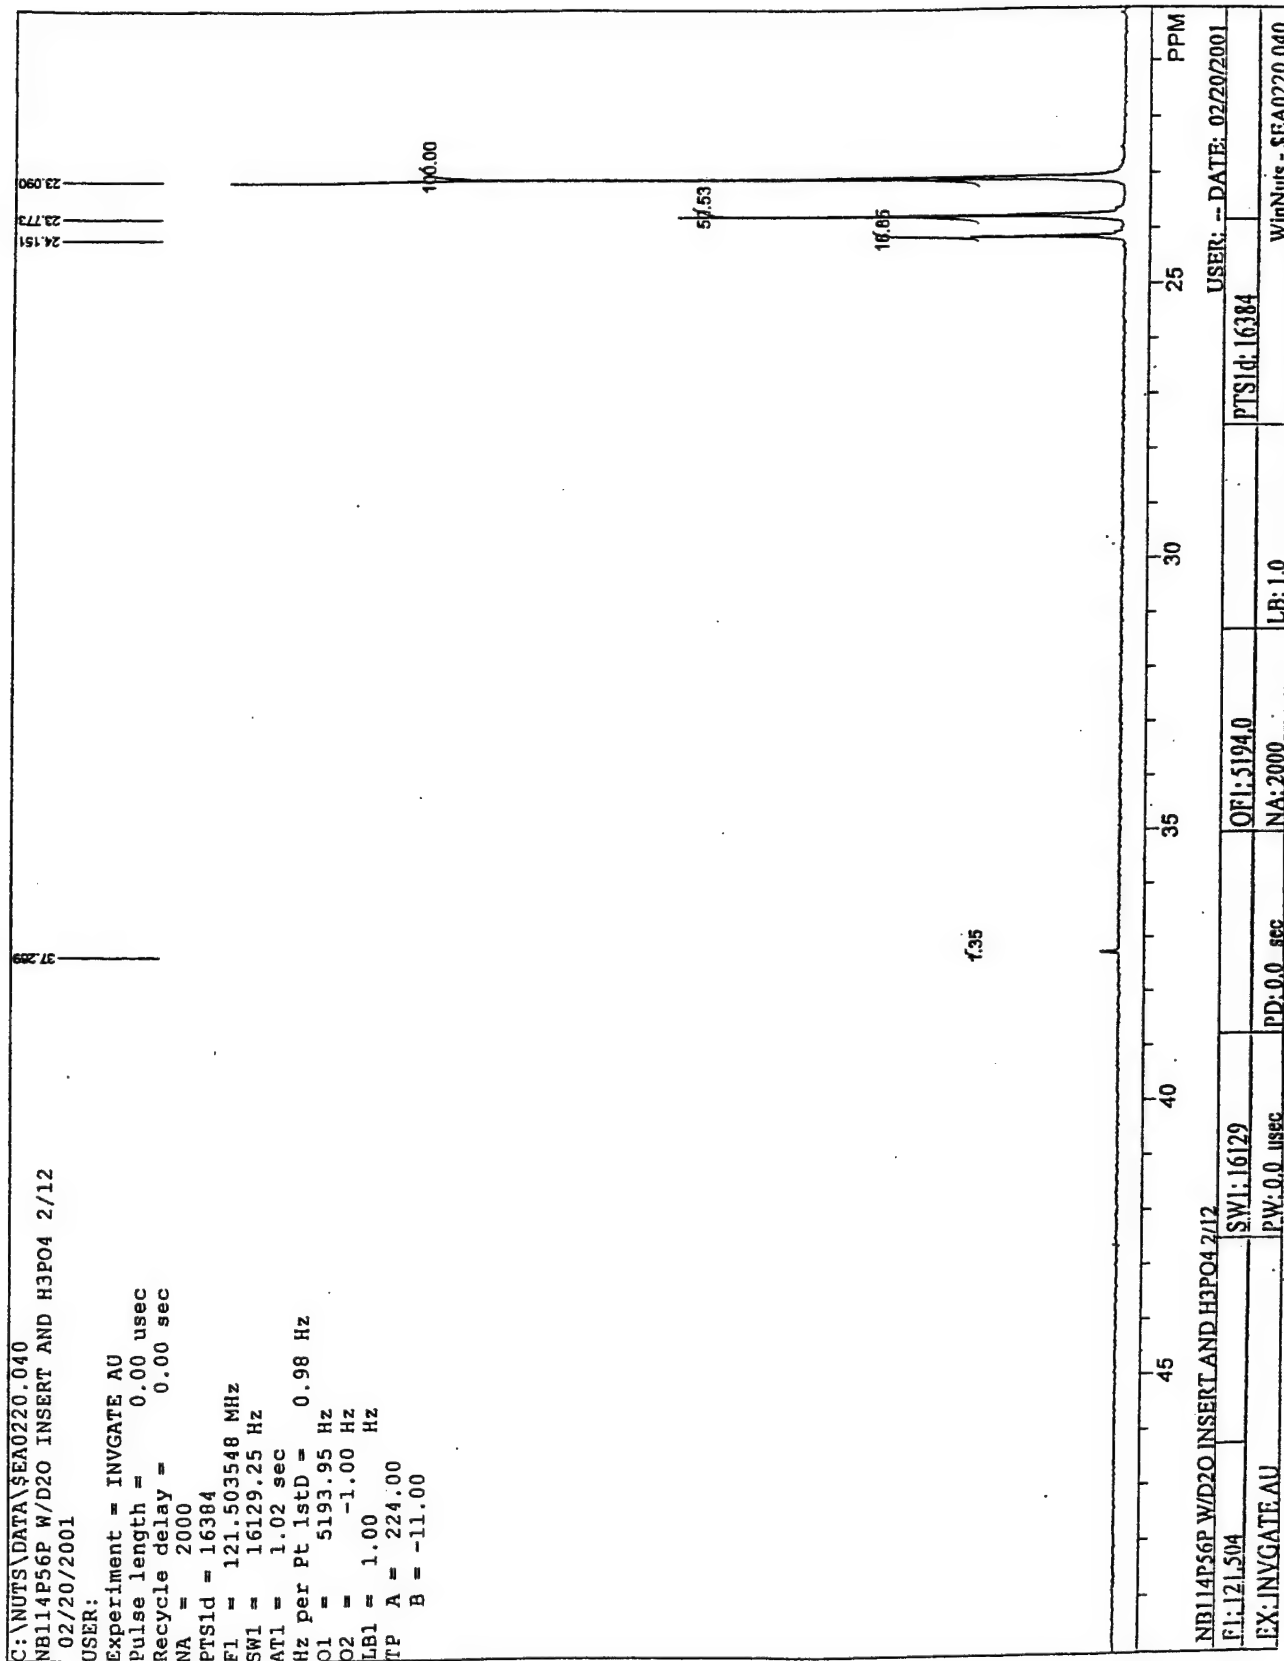 C:\NUTS\DATA\$EA0220.040
NB114P56P W/D2O INSERT AND H3PO4 2/12
02/20/2001
USER:
Experiment = INVGATE AU
Pulse length = 0.00 usec
Recycle delay = 0.00 sec
NA = 2000
PTS1d = 16384
F1 = 121.503548 MHz
SW1 = 16129.25 Hz
AT1 = 1.02 sec
Hz per Pt 1stD = 0.98 Hz
O1 = 5193.95 Hz
O2 = -1.00 Hz
LB1 = 1.00 Hz
TP A = 224.00
B = -11.00
37.289
24.151
23.773
23.090
1.35
16.85
100.00
45 40 35 30 25 PPM
NB114P56P W/D2O INSERT AND H3PO4 2/12 USER: -- DATE: 02/20/2001
F1: 121.504 SW1: 16129 OF1: 5194.0 PTS1d: 16384
EX: INVGATE.AU PW: 0.0 usec PD: 0.0 sec NA: 2000 LB: 1.0 WinNuts - $EA0220.040